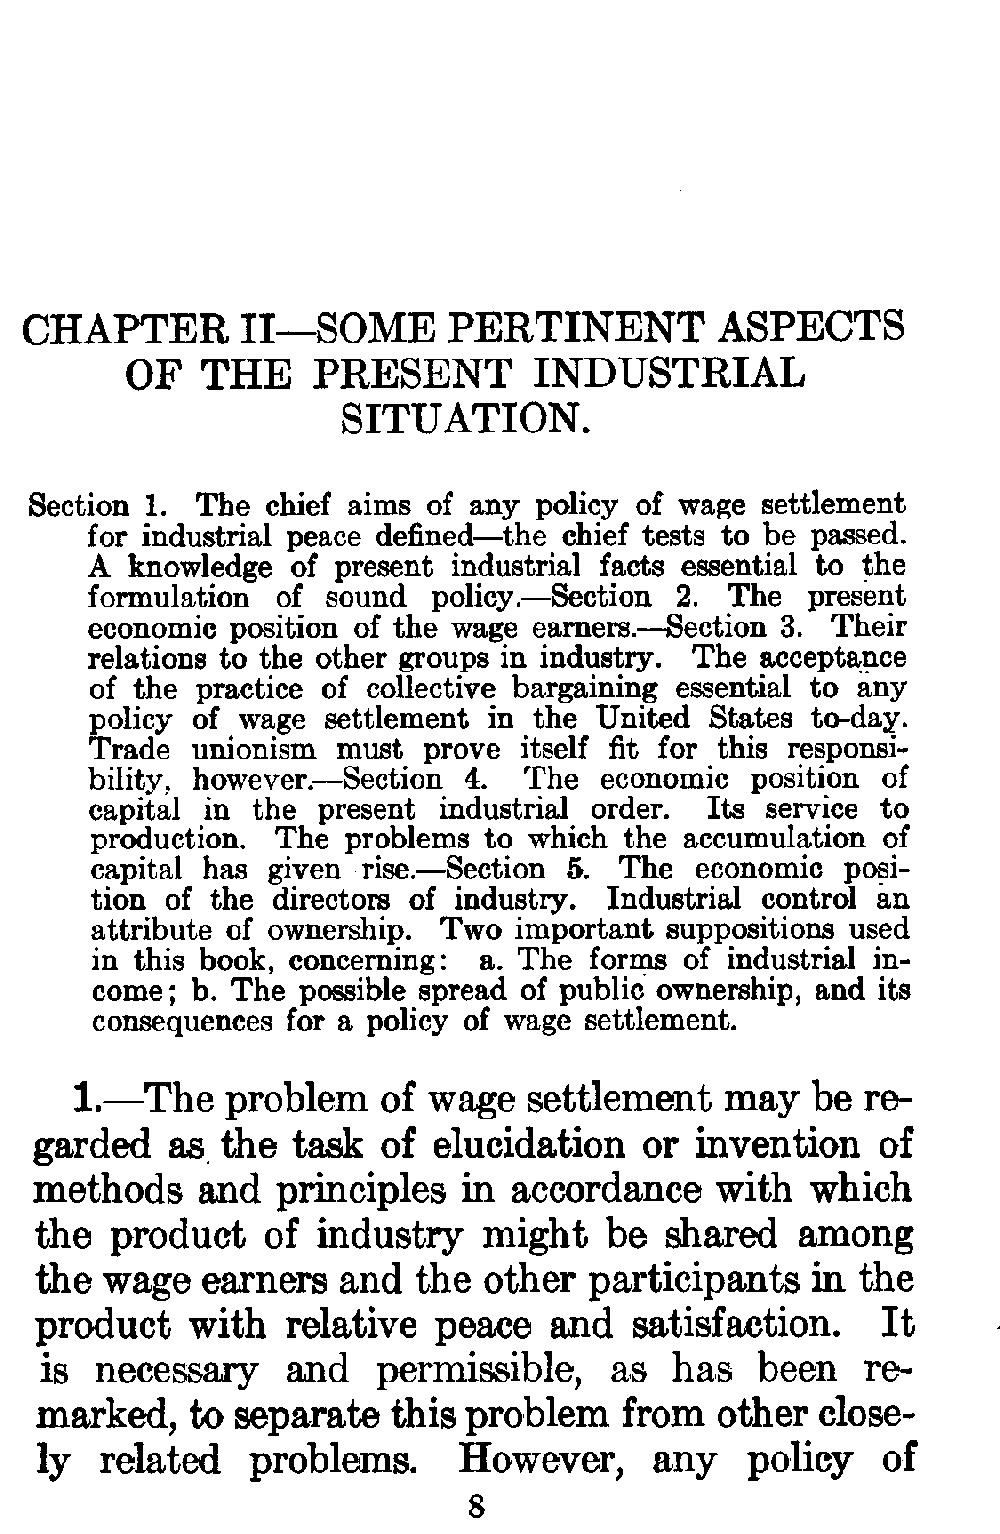 CHAPTER II—SOME PERTINENT ASPECTS
OF THE PRESENT INDUSTRIAL
SITUATION.
Section 1. The chief aims of any policy of wage settlement
for industrial peace defined—the chief tests to be passed.
A knowledge of present industrial facts essential to the
formulation of sound policy.—Section 2. The present
economic position of the wage earners.—Section 3. Their
relations to the other groups in industry. The acceptance
of the practice of collective bargaining essential to any
policy of wage settlement in the United States to-day.
Trade unionism must prove itself fit for this responsi-
bility, however.—Section 4. The economic position of
capital in the present industrial order. Its service to
production. The problems to which the accumulation of
capital has given rise.—Section 5. The economic posi-
tion of the directors of industry. Industrial control an
attribute of ownership. Two important suppositions used
in this book, concerning: a. The forms of industrial in-
come; b. The possible spread of public ownership, and its
consequences for a policy of wage settlement.
1.—The problem of wage settlement may be re-
garded as the task of elucidation or invention of
methods and principles in accordance with which
the product of industry might be shared among
the wage earners and the other participants in the
product with relative peace and satisfaction. It
is necessary and permissible, as has been re-
marked, to separate this problem from other close-
ly related problems. However, any policy of
8